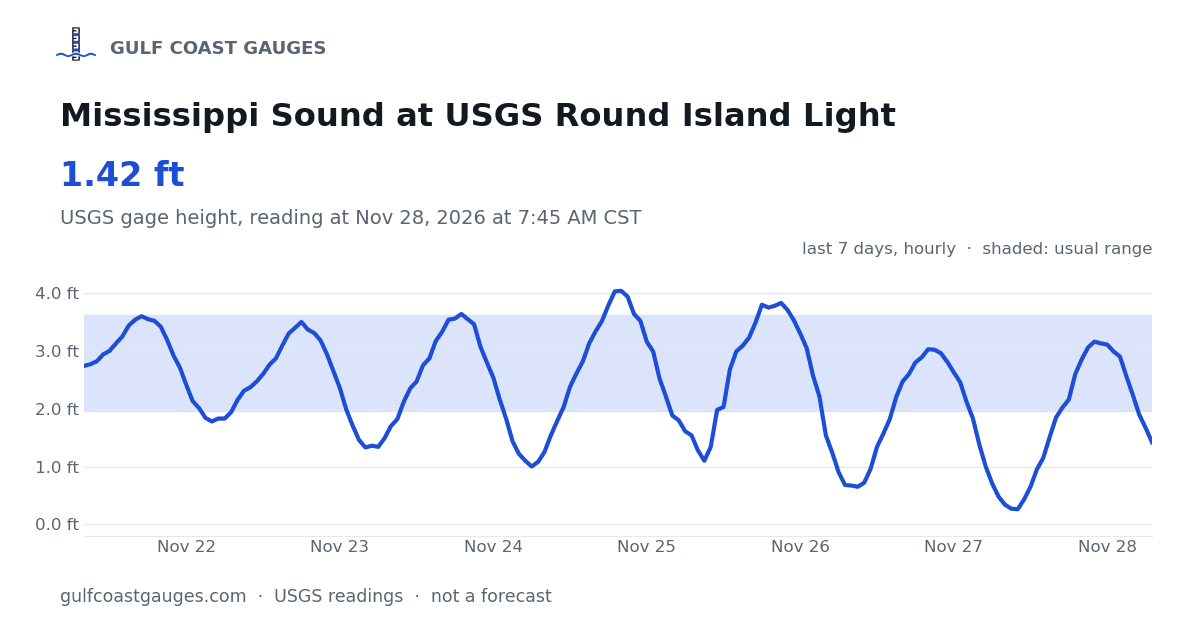 GULF COAST GAUGES
Mississippi Sound at USGS Round Island Light
1.42 ft
USGS gage height, reading at Nov 28, 2026 at 7:45 AM CST
last 7 days, hourly · shaded: usual range
4.0 ft
3.0 ft
2.0 ft
1.0 ft
0.0 ft
Nov 22 Nov 23 Nov 24 Nov 25 Nov 26 Nov 27 Nov 28
gulfcoastgauges.com · USGS readings · not a forecast